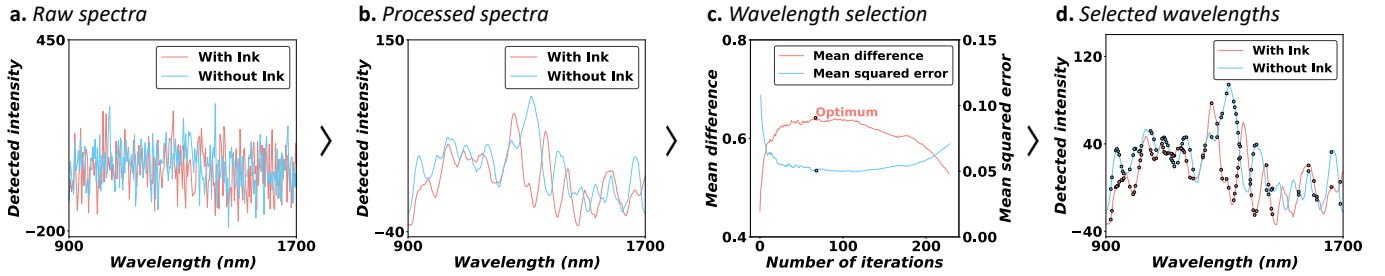 a. Raw spectra
450
With Ink
Without Ink
Detected intensity
−200
900
1700
Wavelength (nm)
>
b. Processed spectra
150
With Ink
Without Ink
Detected intensity
−40
900
1700
Wavelength (nm)
>
c. Wavelength selection
0.8
0.6
0.4
Mean difference
Mean difference
Mean squared error
Optimum
0.15
0.10
0.05
0.00
Mean squared error
0
100
200
Number of iterations
>
d. Selected wavelengths
120
40
−40
Detected intensity
With Ink
Without Ink
900
1700
Wavelength (nm)